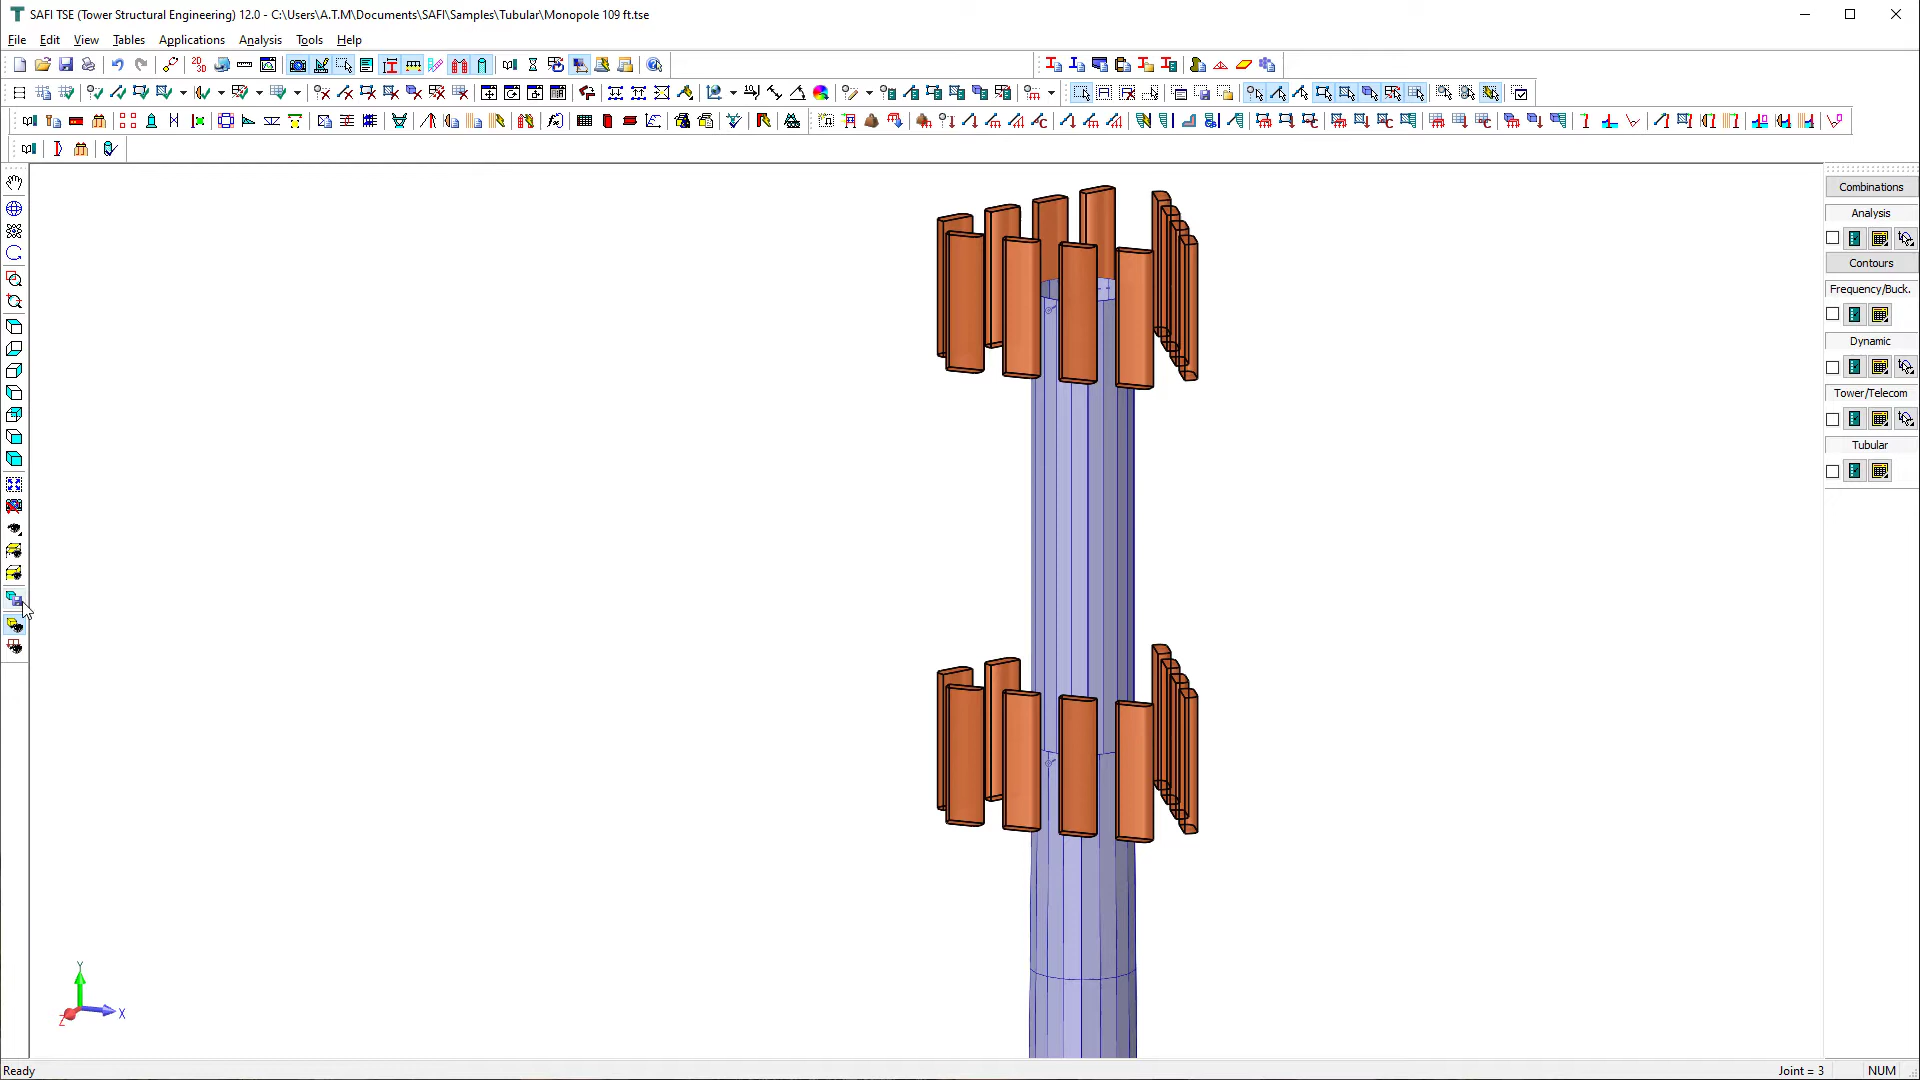 SAFI TSE (Tower Structural Engineering) 12.0 - C:\Users\A.T.M\Documents\SAFI\Samples\Tubular\Monopole 109 ft.tse
File Edit View Tables Applications Analysis Tools Help
Combinations
Analysis
Contours
Frequency/Buck.
Dynamic
Tower/Telecom
Tubular
Y
X
Z
Ready
Joint = 3
NUM